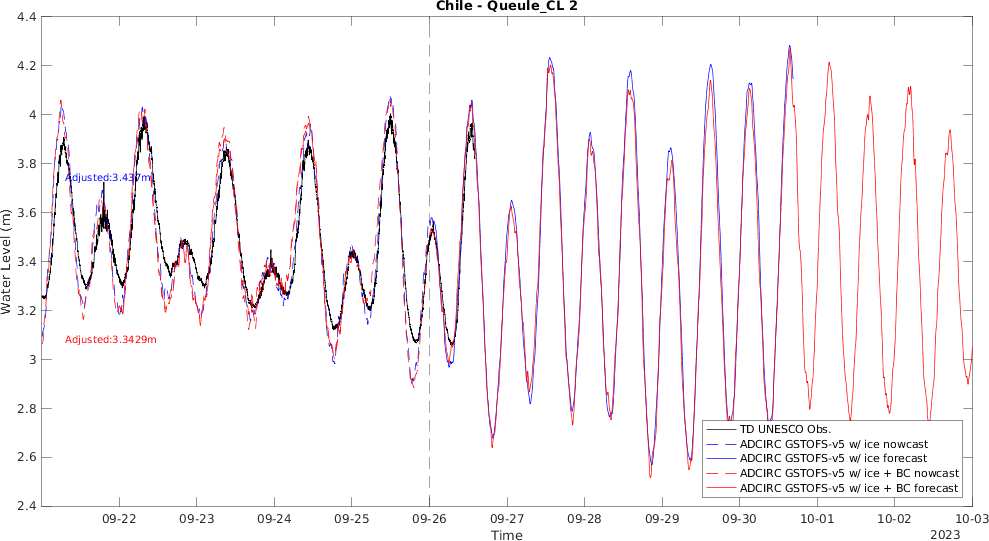 Chile - Queule_CL 2
4.4
4.2
4
3.8
3.6
3.4
3.2
3
2.8
2.6
2.4
Water Level (m)
Adjusted:3.437m
Adjusted:3.3429m
TD UNESCO Obs.
ADCIRC GSTOFS-v5 w/ ice nowcast
ADCIRC GSTOFS-v5 w/ ice forecast
ADCIRC GSTOFS-v5 w/ ice + BC nowcast
ADCIRC GSTOFS-v5 w/ ice + BC forecast
09-22 09-23 09-24 09-25 09-26 09-27 09-28 09-29 09-30 10-01 10-02 10-03
Time
2023